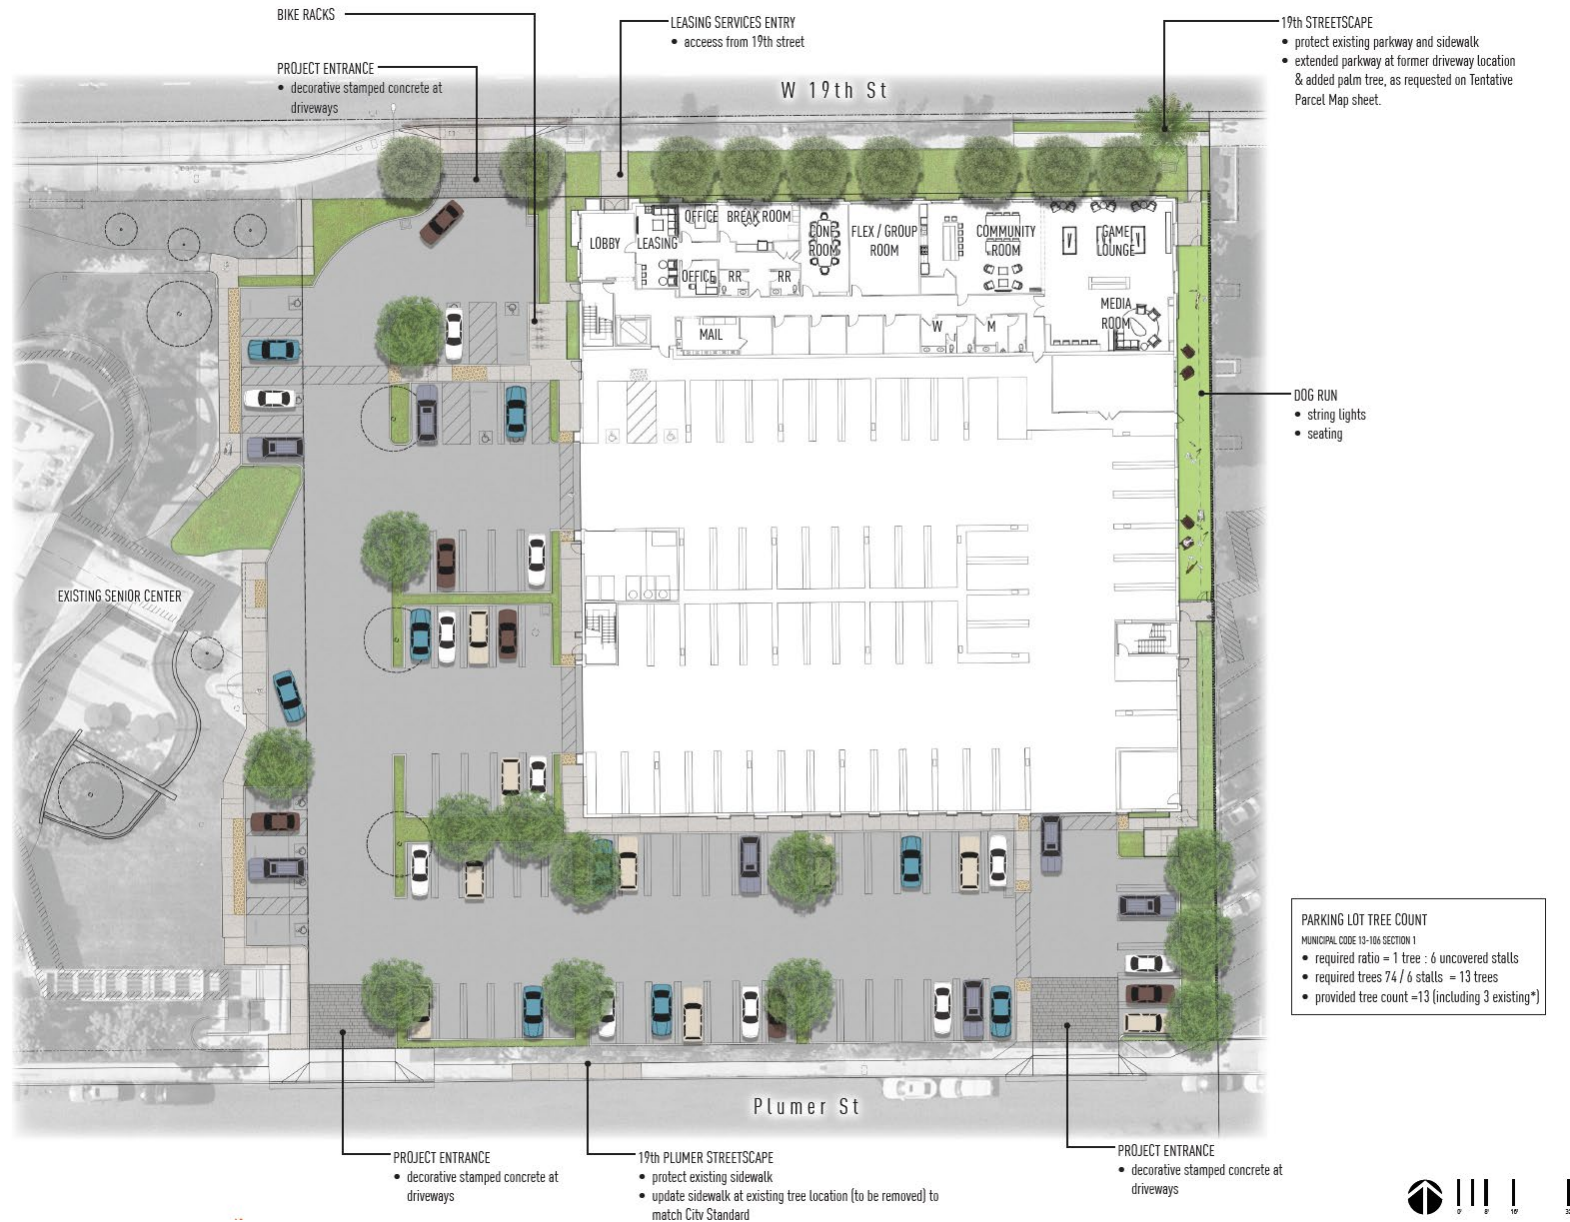 BIKE RACKS
LEASING SERVICES ENTRY
• acceess from 19th street
19th STREETSCAPE
• protect existing parkway and sidewalk
• extended parkway at former driveway location
& added palm tree, as requested on Tentative
Parcel Map sheet.
PROJECT ENTRANCE
• decorative stamped concrete at
driveways
W 19th St
LOBBY
LEASING
OFFICE
BREAK ROOM
CONF
ROOM
FLEX / GROUP
ROOM
COMMUNITY
ROOM
GAME
LOUNGE
OFFICE
RR
RR
MEDIA
ROOM
MAIL
W
M
DOG RUN
• string lights
• seating
EXISTING SENIOR CENTER
PARKING LOT TREE COUNT
MUNICIPAL CODE 13-106 SECTION 1
• required ratio = 1 tree : 6 uncovered stalls
• required trees 74 / 6 stalls = 13 trees
• provided tree count =13 (including 3 existing*)
Plumer St
PROJECT ENTRANCE
• decorative stamped concrete at
driveways
19th PLUMER STREETSCAPE
• protect existing sidewalk
• update sidewalk at existing tree location (to be removed) to
match City Standard
PROJECT ENTRANCE
• decorative stamped concrete at
driveways
0' 8' 16'